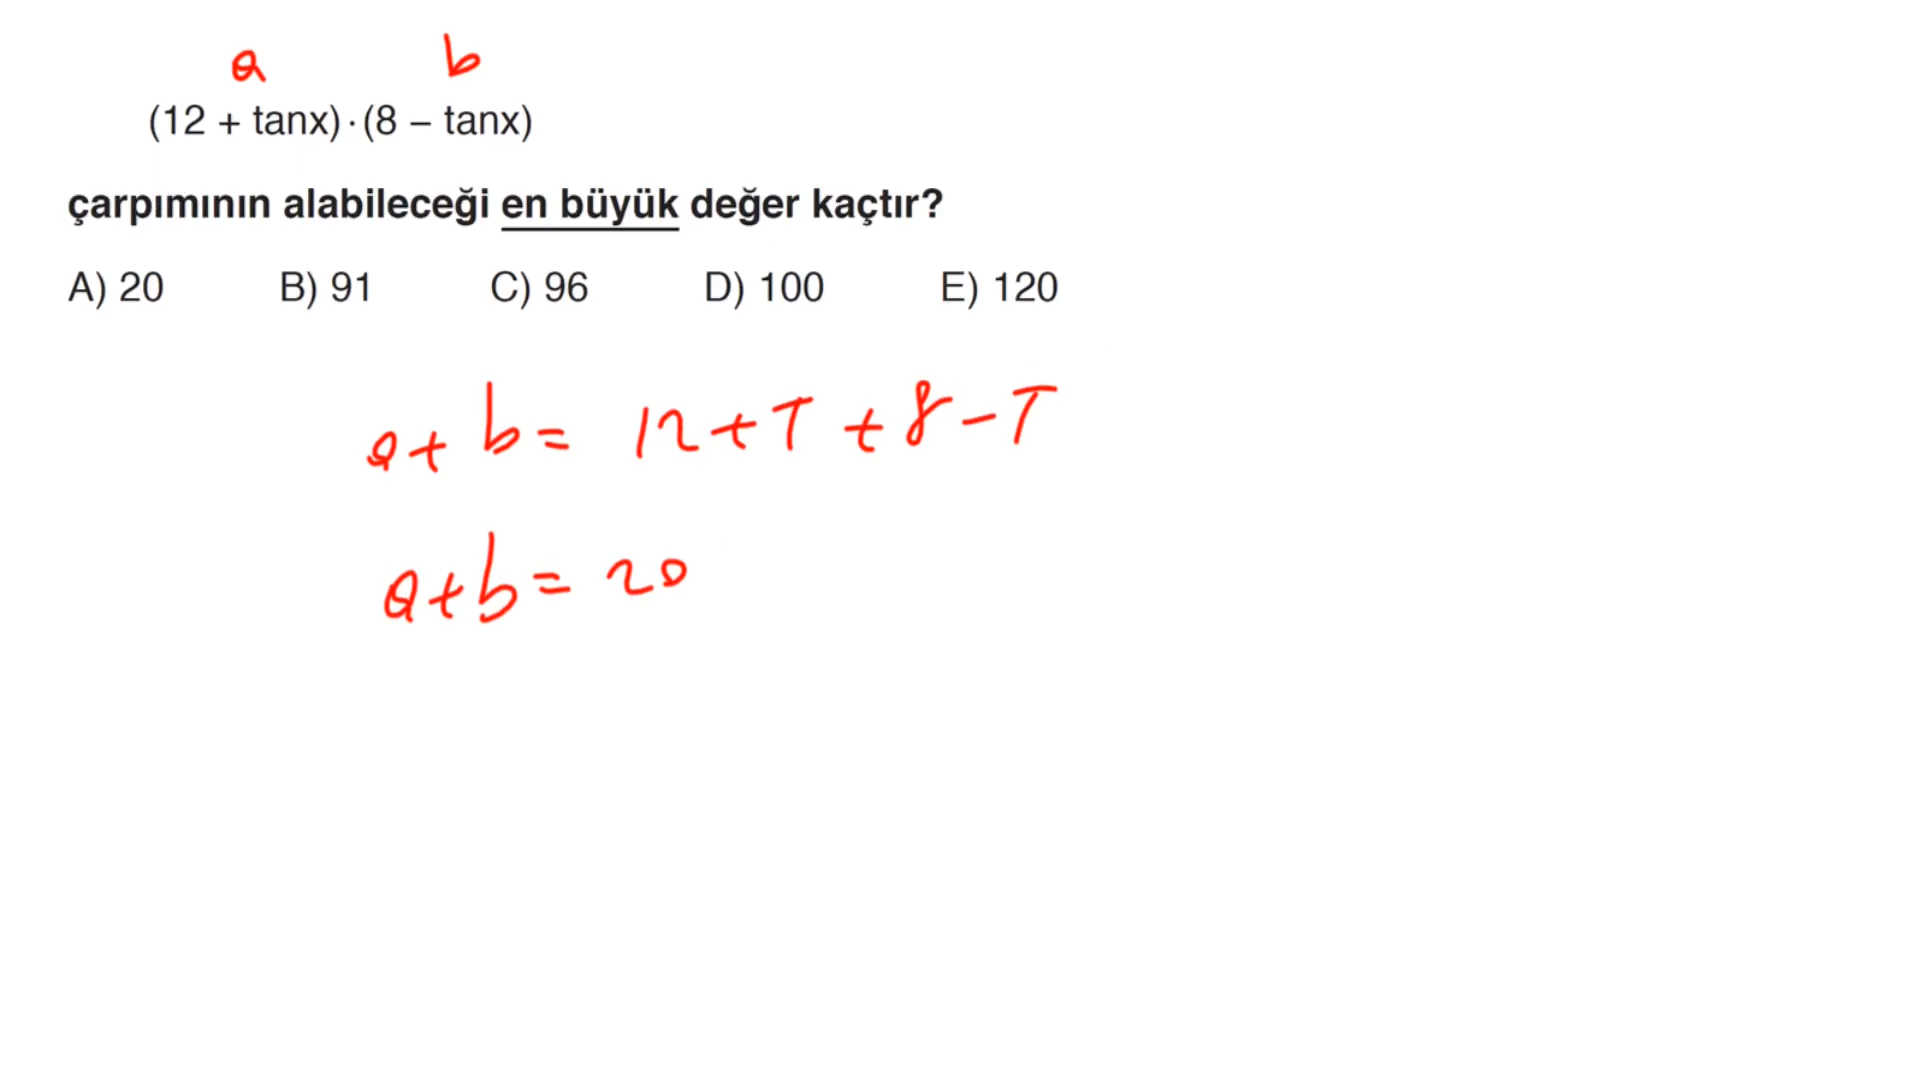 a b
(12 + tanx)·(8 – tanx)
çarpımının alabileceği en büyük değer kaçtır?
A) 20 B) 91 C) 96 D) 100 E) 120
a+b= 12+T+8-T
a+b= 20